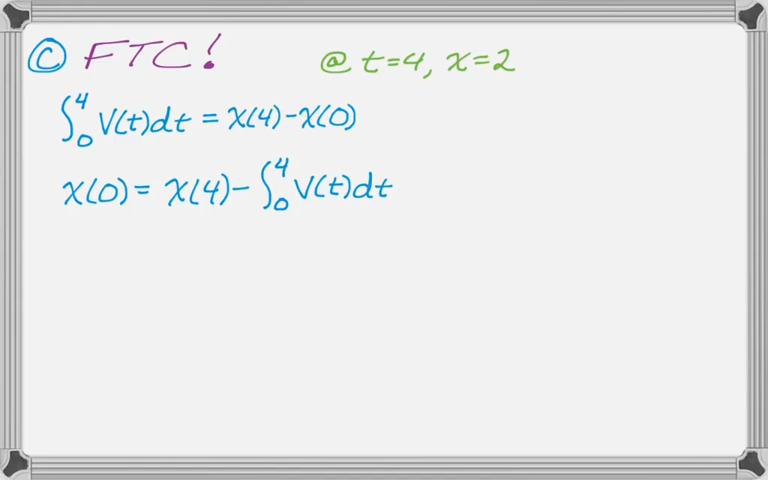 Ⓒ FTC! @ t=4, x=2
∫₀⁴ V(t)dt = x(4)-x(0)
x(0)= x(4)- ∫₀⁴ V(t)dt